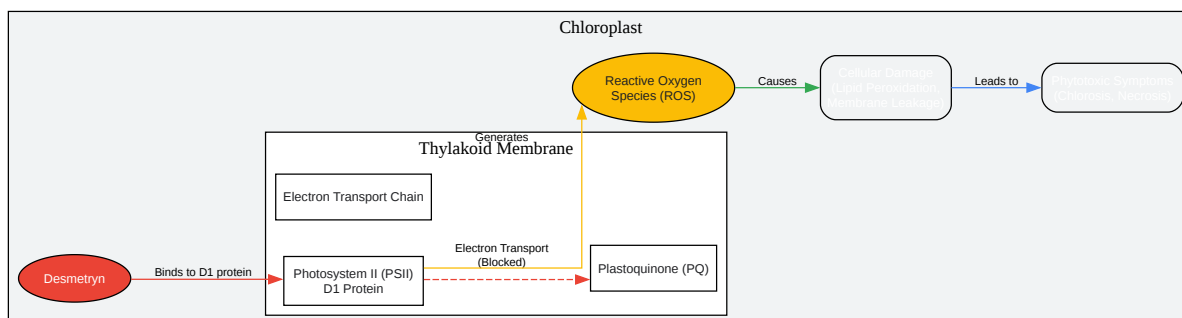 Chloroplast
Reactive Oxygen
Species (ROS)
Causes
Cellular Damage
(Lipid Peroxidation,
Membrane Leakage)
Leads to
Phytotoxic Symptoms
(Chlorosis, Necrosis)
Generates
Thylakoid Membrane
Electron Transport Chain
Desmetryn
Binds to D1 protein
Photosystem II (PSII)
D1 Protein
Electron Transport
(Blocked)
Plastoquinone (PQ)